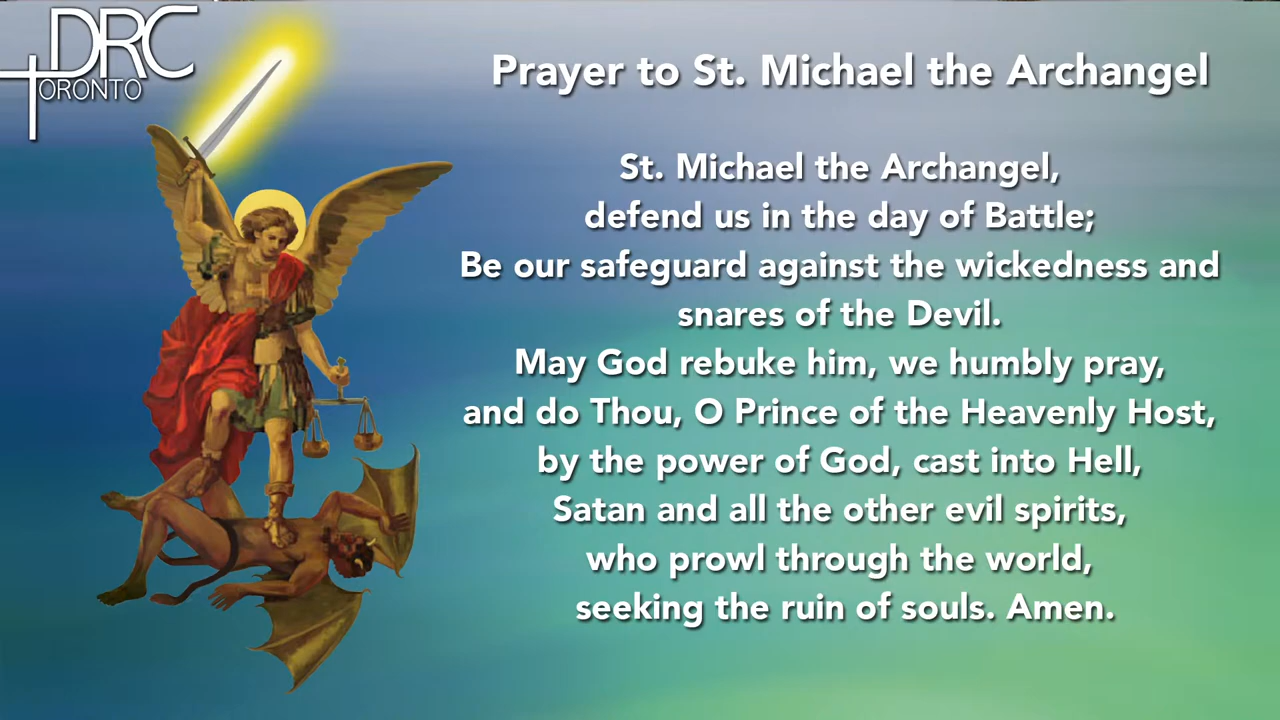 DRC
TORONTO
Prayer to St. Michael the Archangel
St. Michael the Archangel,
defend us in the day of Battle;
Be our safeguard against the wickedness and
snares of the Devil.
May God rebuke him, we humbly pray,
and do Thou, O Prince of the Heavenly Host,
by the power of God, cast into Hell,
Satan and all the other evil spirits,
who prowl through the world,
seeking the ruin of souls. Amen.